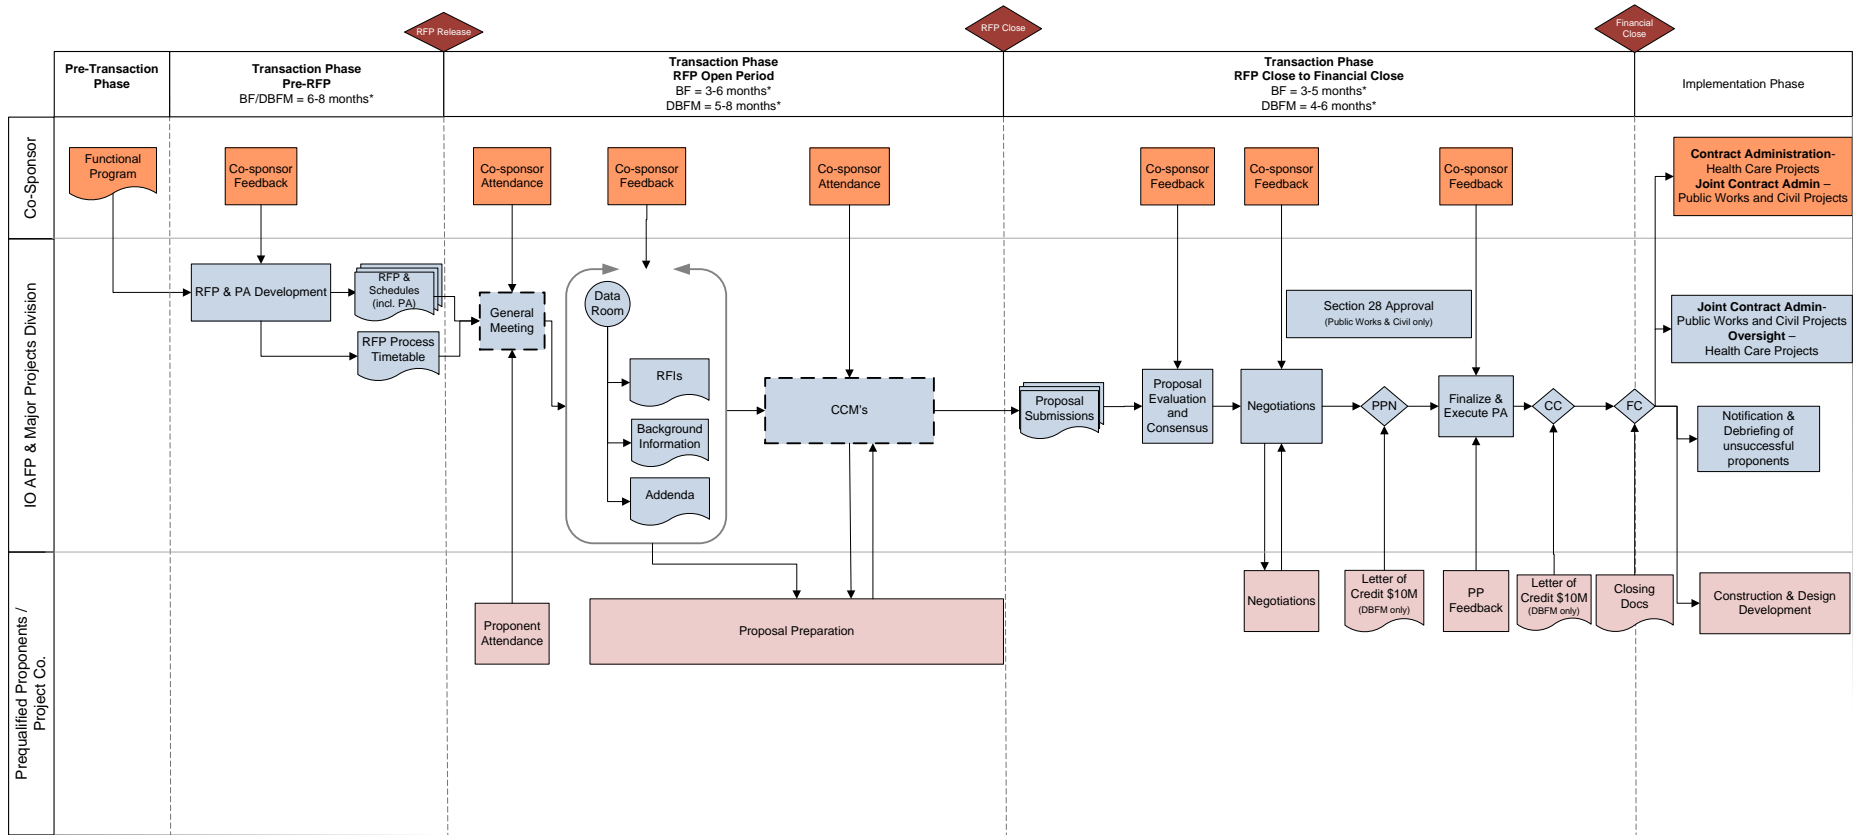 RFP Release
RFP Close
Financial
Close
Pre-Transaction
Phase
Transaction Phase
Pre-RFP
BF/DBFM = 6-8 months*
Transaction Phase
RFP Open Period
BF = 3-6 months*
DBFM = 5-8 months*
Transaction Phase
RFP Close to Financial Close
BF = 3-5 months*
DBFM = 4-6 months*
Implementation Phase
Co-Sponsor
Functional
Program
Co-sponsor
Feedback
Co-sponsor
Attendance
Co-sponsor
Feedback
Co-sponsor
Attendance
Co-sponsor
Feedback
Co-sponsor
Feedback
Co-sponsor
Feedback
Contract Administration-
Health Care Projects
Joint Contract Admin –
Public Works and Civil Projects
IO AFP & Major Projects Division
RFP & PA Development
RFP &
Schedules
(incl. PA)
RFP Process
Timetable
General
Meeting
Data
Room
RFIs
Background
Information
Addenda
CCM's
Proposal
Submissions
Proposal
Evaluation
and
Consensus
Negotiations
Section 28 Approval
(Public Works & Civil only)
PPN
Finalize &
Execute PA
CC
FC
Joint Contract Admin-
Public Works and Civil Projects
Oversight –
Health Care Projects
Notification &
Debriefing of
unsuccessful
proponents
Prequalified Proponents /
Project Co.
Proponent
Attendance
Proposal Preparation
Negotiations
Letter of
Credit $10M
(DBFM only)
PP
Feedback
Letter of
Credit $10M
(DBFM only)
Closing
Docs
Construction & Design
Development